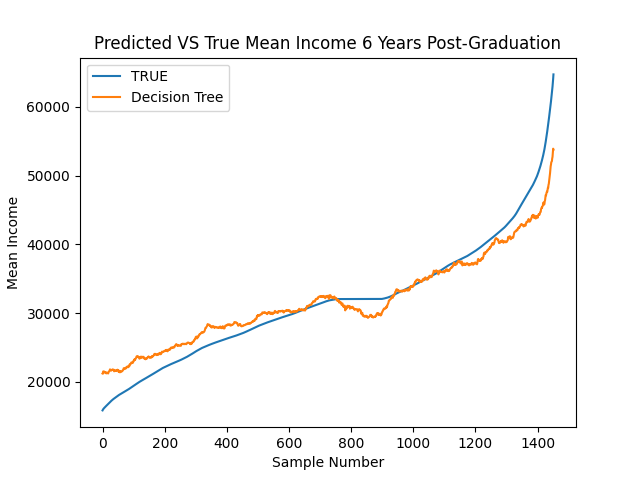 Predicted VS True Mean Income 6 Years Post-Graduation
TRUE
Decision Tree
60000
50000
40000
30000
20000
Mean Income
0 200 400 600 800 1000 1200 1400
Sample Number